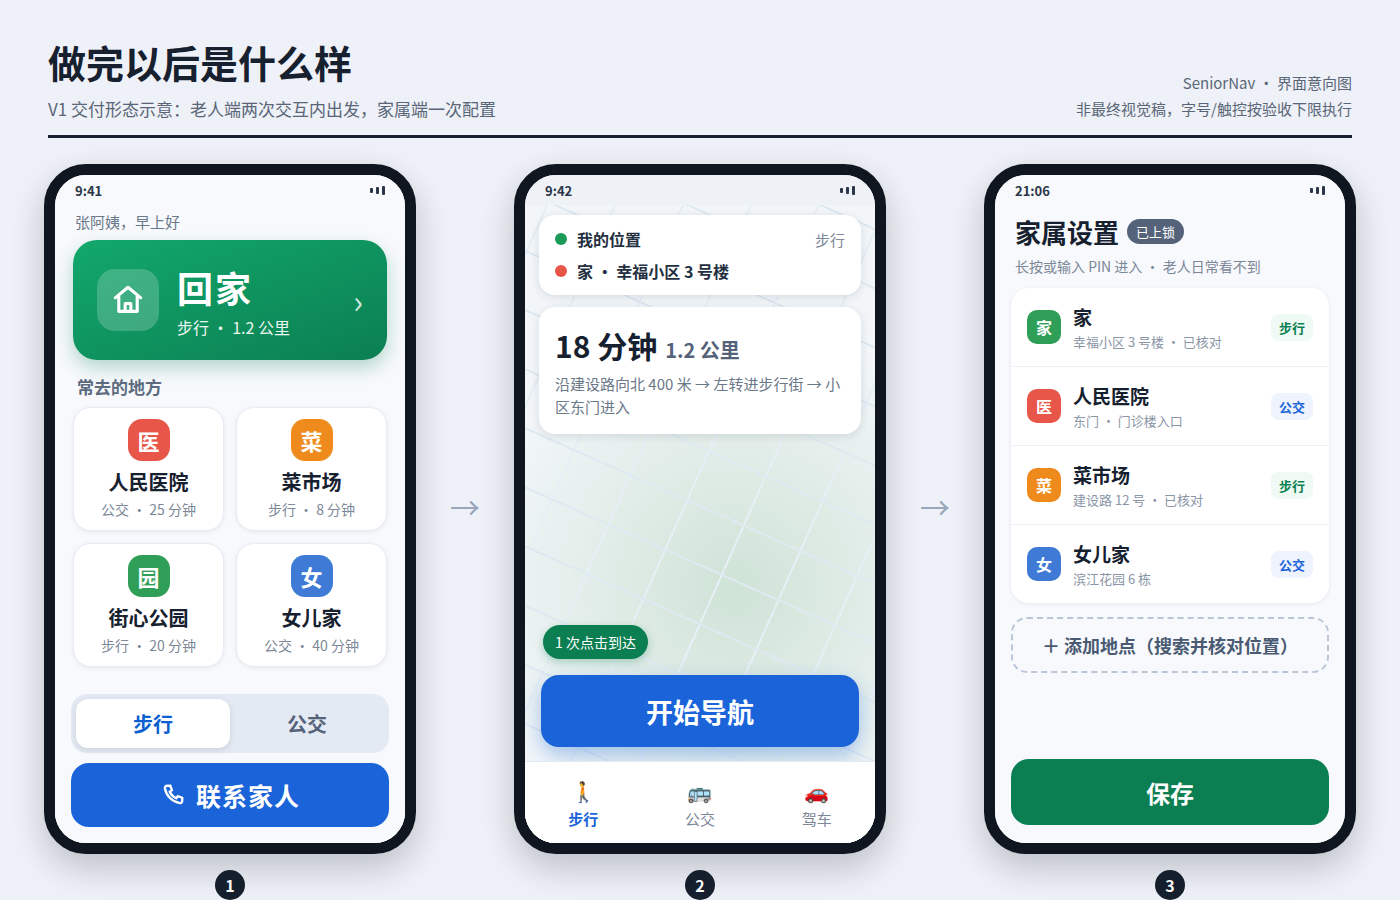 做完以后是什么样
V1 交付形态示意：老人端两次交互内出发，家属端一次配置
SeniorNav · 界面意向图
非最终视觉稿，字号/触控按验收下限执行
9:41
张阿姨，早上好
回家
步行 · 1.2 公里
›
常去的地方
医
人民医院
公交 · 25 分钟
菜
菜市场
步行 · 8 分钟
园
街心公园
步行 · 20 分钟
女
女儿家
公交 · 40 分钟
步行
公交
联系家人
1
→
9:42
我的位置
步行
家 · 幸福小区 3 号楼
18 分钟 1.2 公里
沿建设路向北 400 米 → 左转进步行街 → 小
区东门进入
1 次点击到达
开始导航
步行
公交
驾车
2
→
21:06
家属设置
已上锁
长按或输入 PIN 进入 · 老人日常看不到
家
家
幸福小区 3 号楼 · 已核对
步行
医
人民医院
东门 · 门诊楼入口
公交
菜
菜市场
建设路 12 号 · 已核对
步行
女
女儿家
滨江花园 6 栋
公交
＋ 添加地点（搜索并核对位置）
保存
3